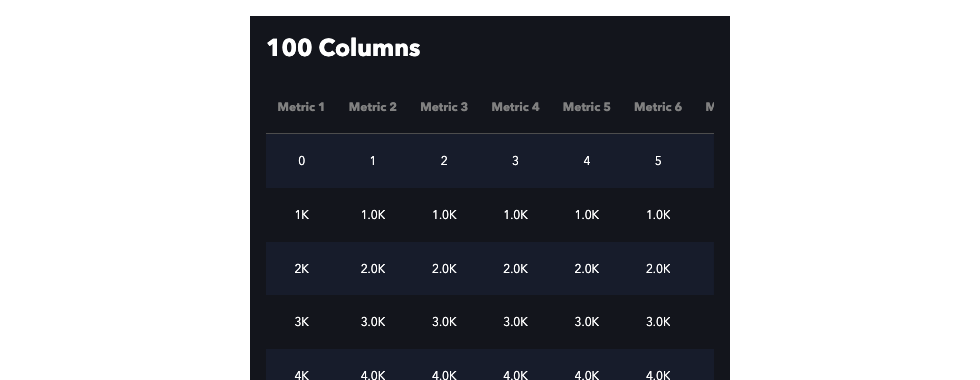 100 Columns
Metric 1 Metric 2 Metric 3 Metric 4 Metric 5 Metric 6 M
0 1 2 3 4 5
1K 1.0K 1.0K 1.0K 1.0K 1.0K
2K 2.0K 2.0K 2.0K 2.0K 2.0K
3K 3.0K 3.0K 3.0K 3.0K 3.0K
4K 4.0K 4.0K 4.0K 4.0K 4.0K